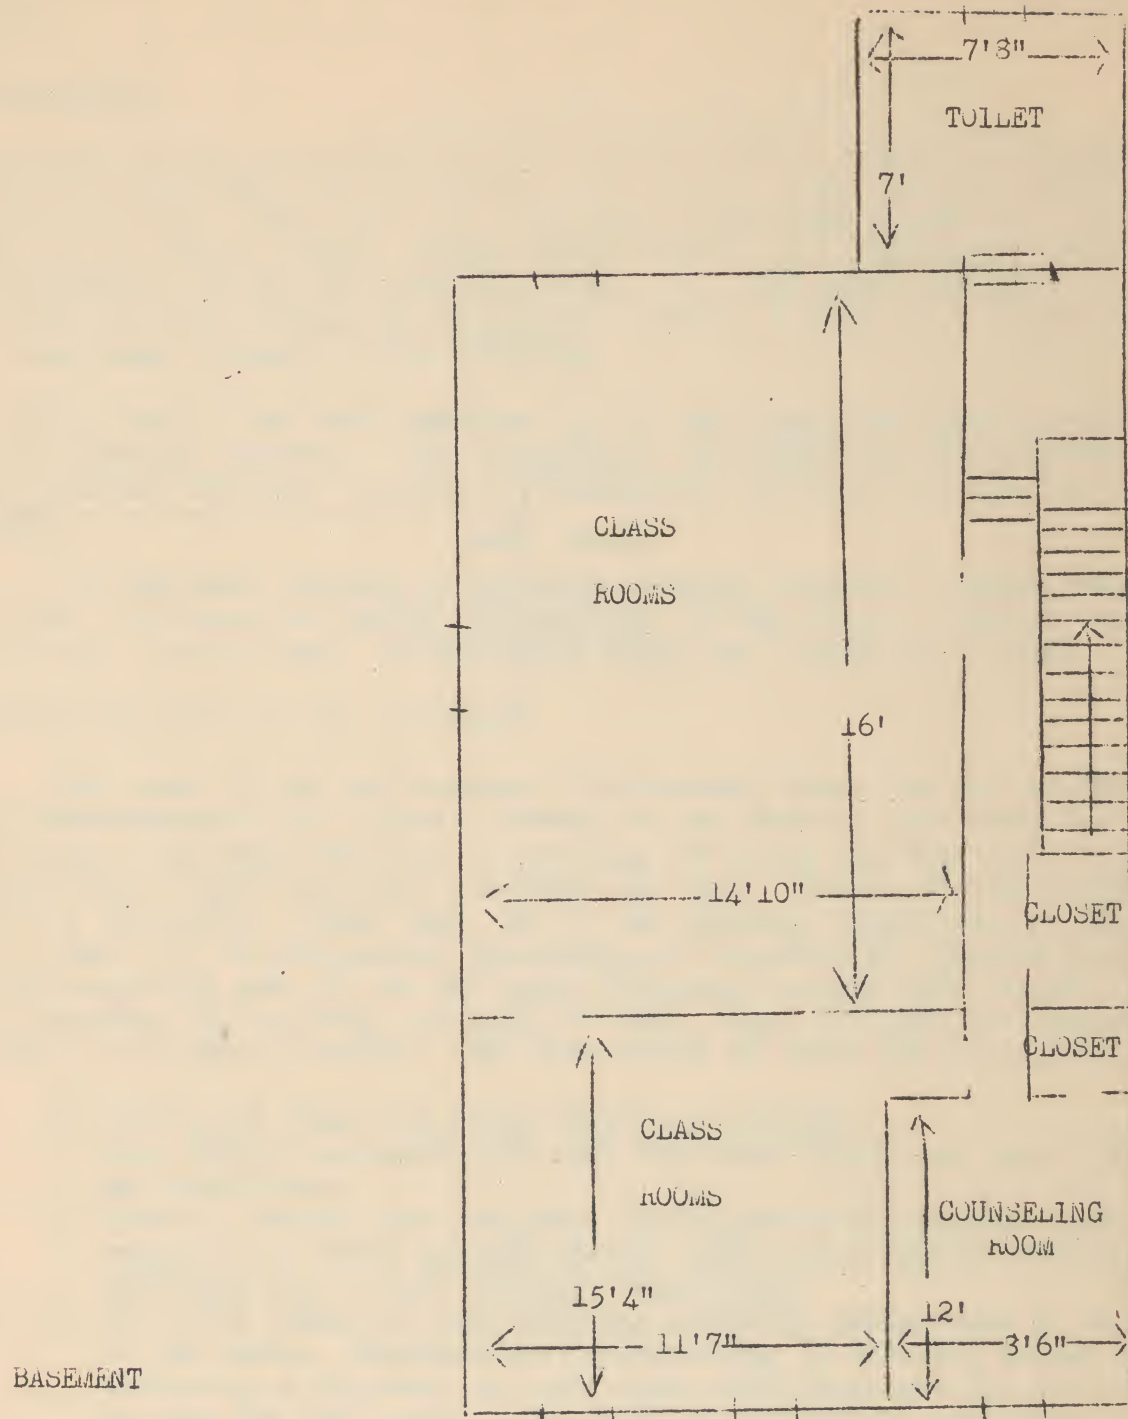 7'8"
TOILET
7'
CLASS
ROOMS
16'
14'10"
CLOSET
CLOSET
CLASS
ROOMS
COUNSELING
ROOM
15'4"
12'
11'7"
3'6"
BASEMENT